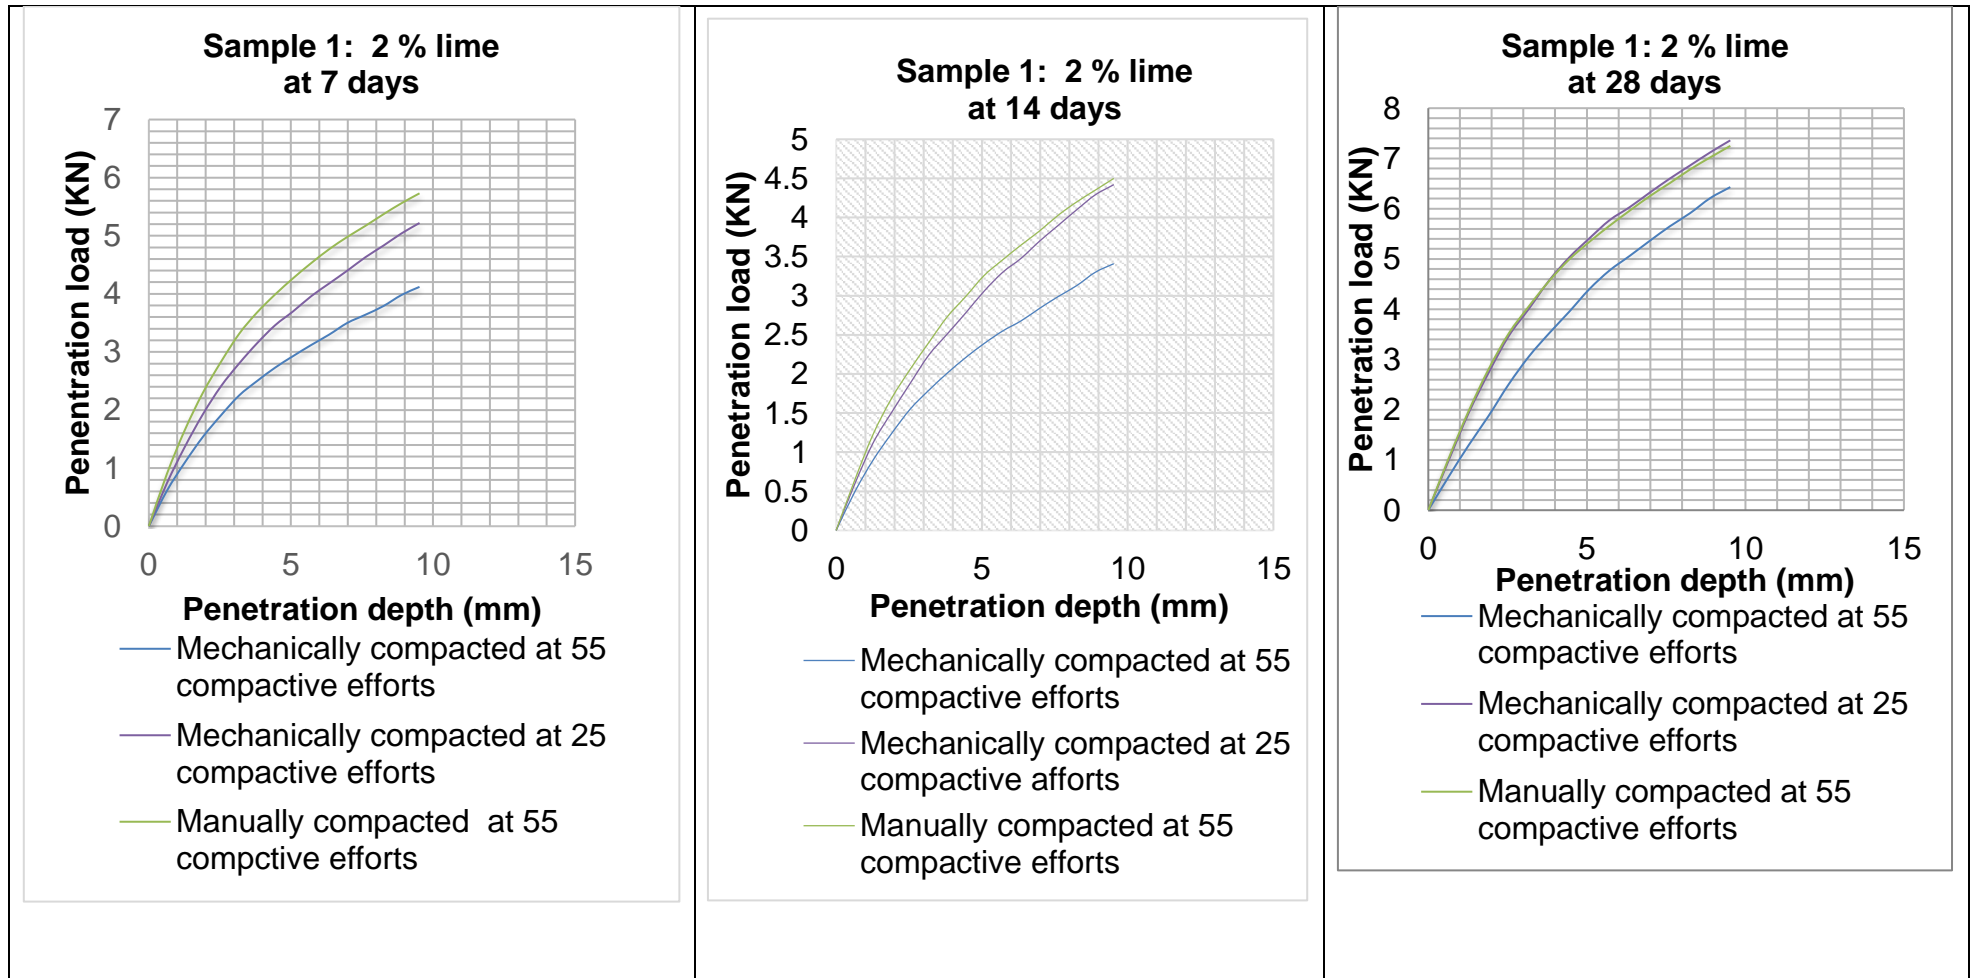 Sample 1:  2 % lime
at 7 days
7
6
5
4
3
2
1
0
Penentration load (KN)
0
5
10
15
Penetration depth (mm)
Mechanically compacted at 55
compactive efforts
Mechanically compacted at 25
compactive efforts
Manually compacted  at 55
compctive efforts
Sample 1:  2 % lime
at 14 days
5
4.5
4
3.5
3
2.5
2
1.5
1
0.5
0
Penetration load (KN)
0
5
10
15
Penetration depth (mm)
Mechanically compacted at 55
compactive efforts
Mechanically compacted at 25
compactive afforts
Manually compacted at 55
compactive efforts
Sample 1: 2 % lime
at 28 days
8
7
6
5
4
3
2
1
0
Penetration load (KN)
0
5
10
15
Penetration depth (mm)
Mechanically compacted at 55
compactive efforts
Mechanically compacted at 25
compactive efforts
Manually compacted at 55
compactive efforts